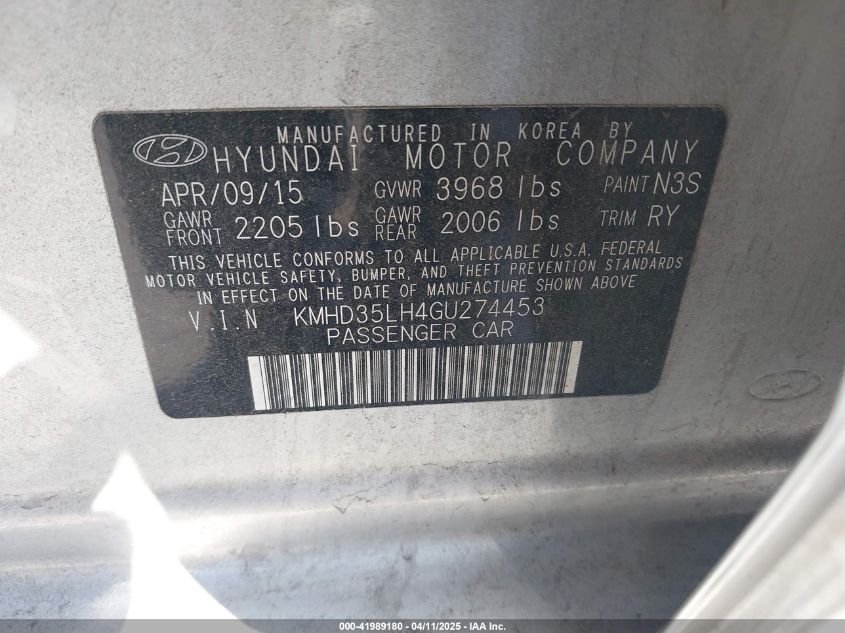 MANUFACTURED IN KOREA BY
HYUNDAI MOTOR COMPANY
APR/09/15 GVWR 3968 lbs PAINT N3S
GAWR FRONT 2205 lbs GAWR REAR 2006 lbs TRIM RY
THIS VEHICLE CONFORMS TO ALL APPLICABLE U.S.A. FEDERAL
MOTOR VEHICLE SAFETY, BUMPER, AND THEFT PREVENTION STANDARDS
IN EFFECT ON THE DATE OF MANUFACTURE SHOWN ABOVE
V.I.N KMHD35LH4GU274453
PASSENGER CAR
000-41989180 - 04/11/2025 - IAA Inc.